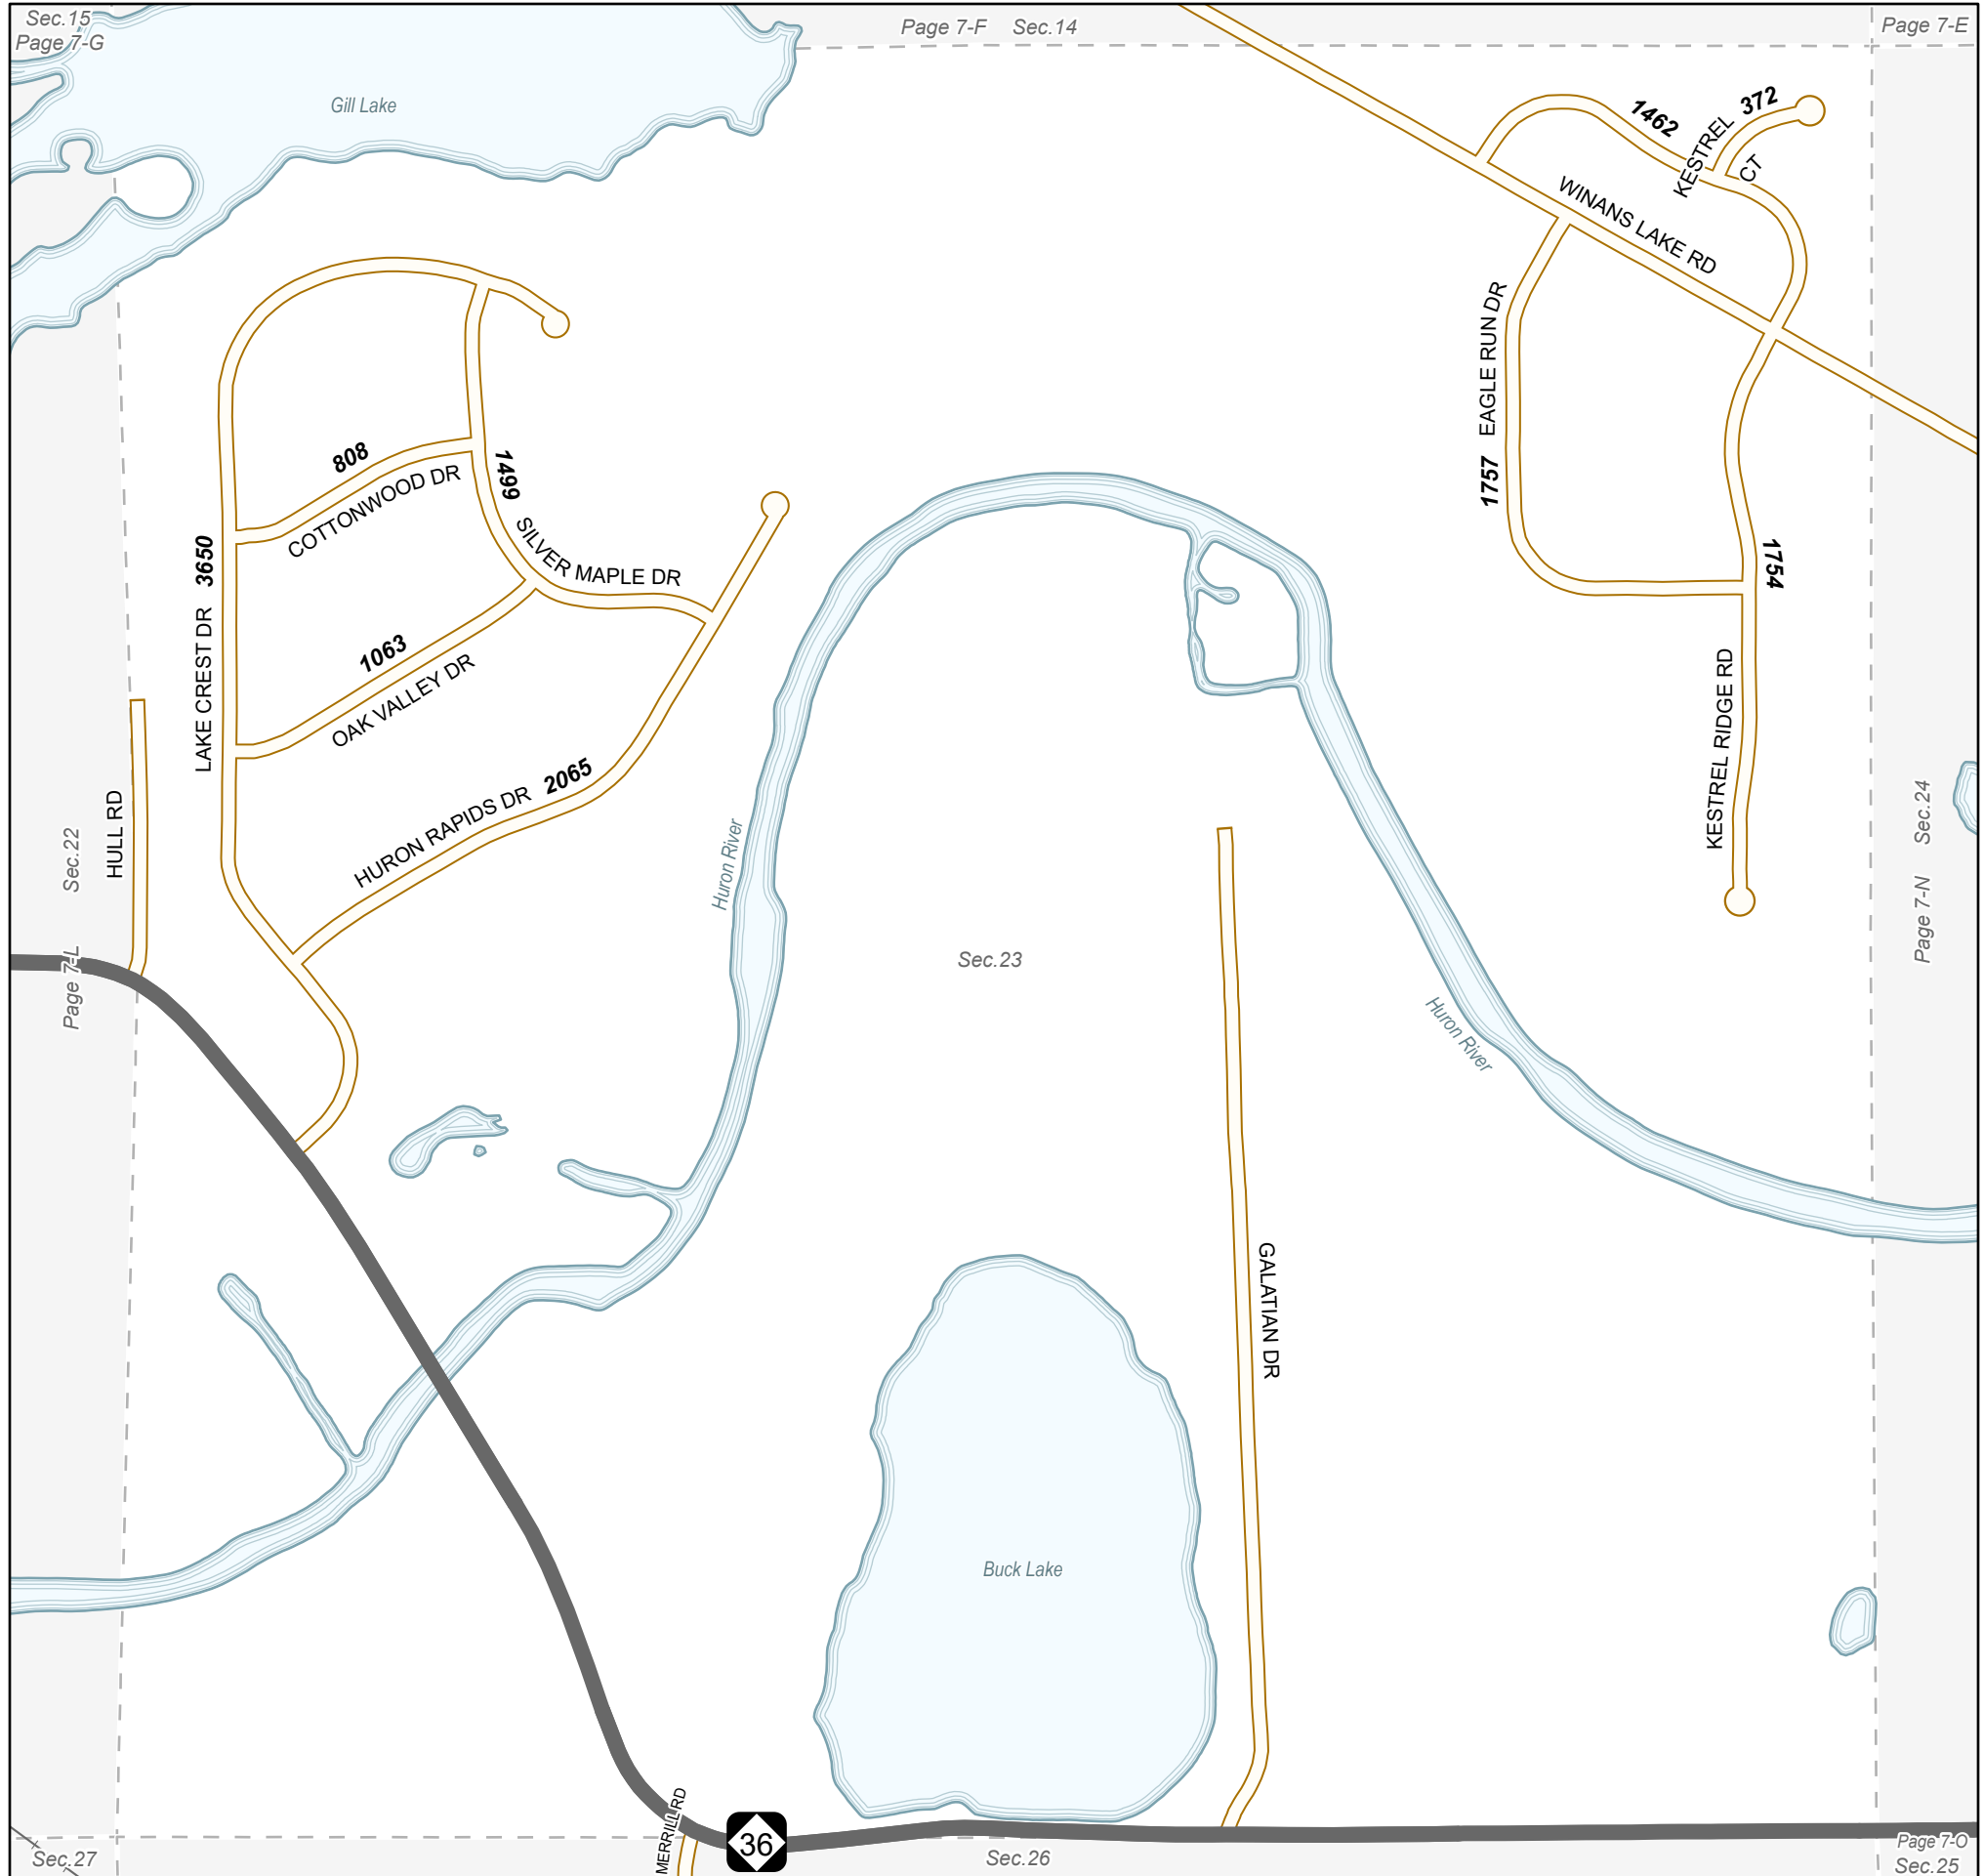 Sec.15
Page 7-G
Page 7-F Sec.14
Page 7-E
Gill Lake
1462
KESTREL CT
372
WINANS LAKE RD
EAGLE RUN DR
1757
808
COTTONWOOD DR
1499
SILVER MAPLE DR
3650
LAKE CREST DR
1063
OAK VALLEY DR
1754
KESTREL RIDGE RD
HURON RAPIDS DR 2065
HULL RD
Sec.22
Page 7-L
Huron River
Sec.23
Huron River
Sec.24
Page 7-N
GALATIAN DR
Buck Lake
MERRILL RD
36
Sec.27
Sec.26
Page 7-O
Sec.25